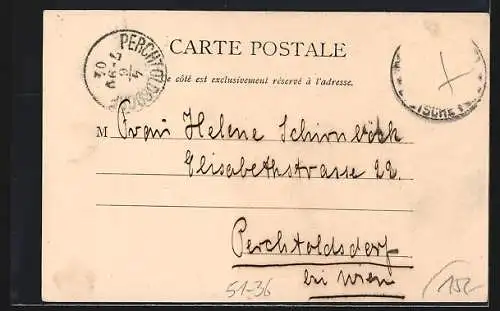 CARTE POSTALE
Ce côté est exclusivement réservé à l'adresse.
PERCHTOLDSDORF
M Frau Helene Schirnböck
Elisabethstrasse 22.
Perchtoldsdorf
bei Wien
51-36
152